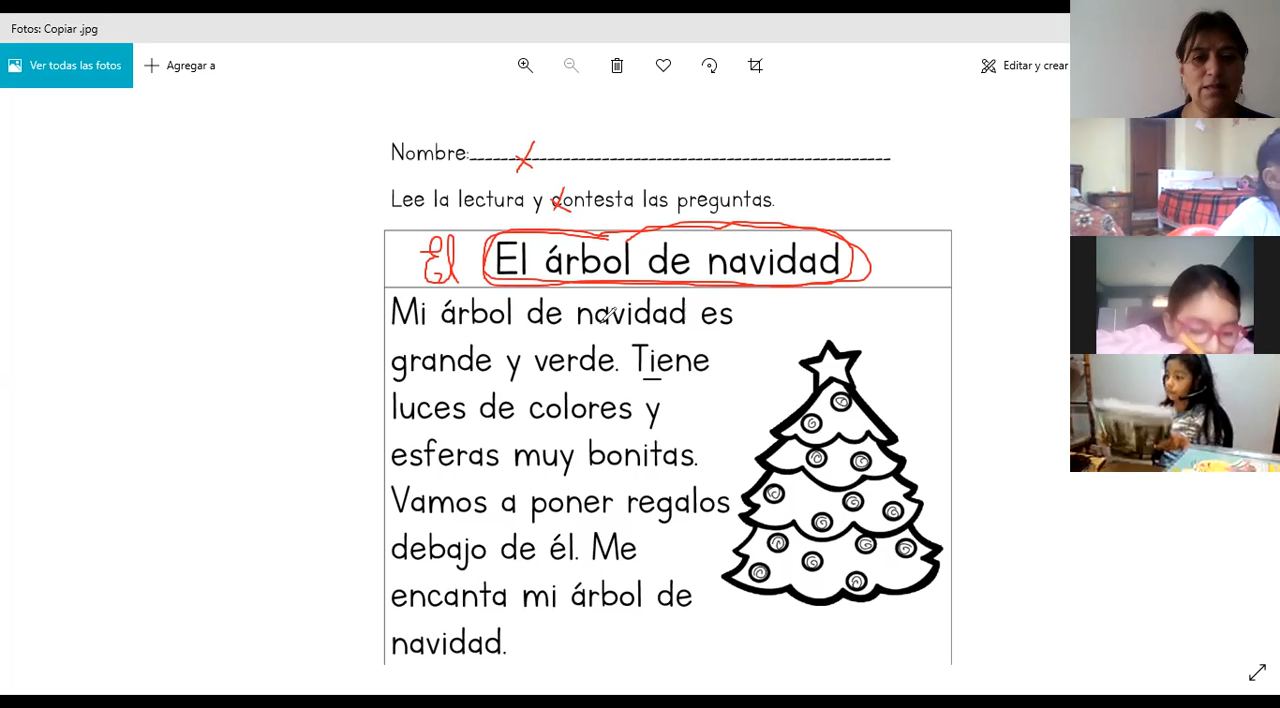 Fotos: Copiar .jpg
Ver todas las fotos
Agregar a
Editar y crear
Nombre:
Lee la lectura y contesta las preguntas.
El El árbol de navidad
Mi árbol de navidad es
grande y verde. Tiene
luces de colores y
esferas muy bonitas.
Vamos a poner regalos
debajo de él. Me
encanta mi árbol de
navidad.